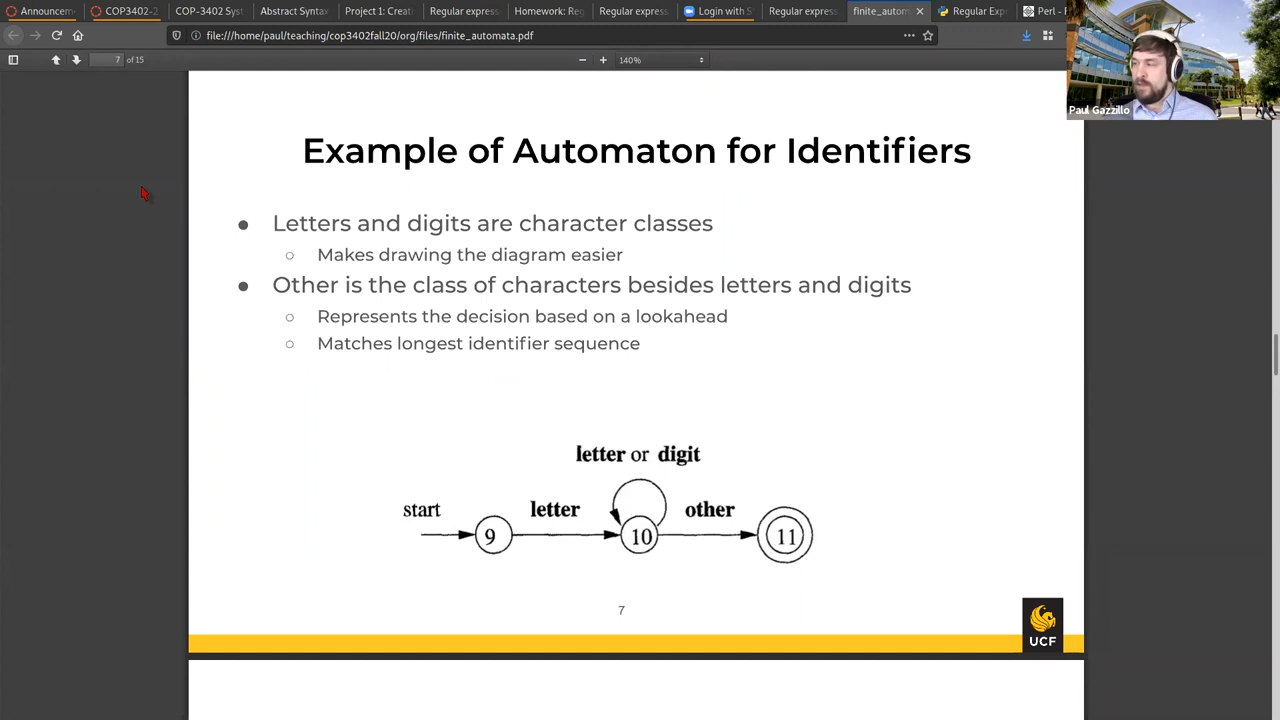 Announcem
COP3402-2
COP-3402 Sys
Abstract Syntax
Project 1: Creati
Regular express
Homework: Reg
Regular express
Login with S
Regular express
finite_autom
Regular Exp
Perl -
file:///home/paul/teaching/cop3402fall20/org/files/finite_automata.pdf
7 of 15
140%
Paul Gazzillo
Example of Automaton for Identifiers
● Letters and digits are character classes
○ Makes drawing the diagram easier
● Other is the class of characters besides letters and digits
○ Represents the decision based on a lookahead
○ Matches longest identifier sequence
letter or digit
start letter other
9 10 11
7
UCF